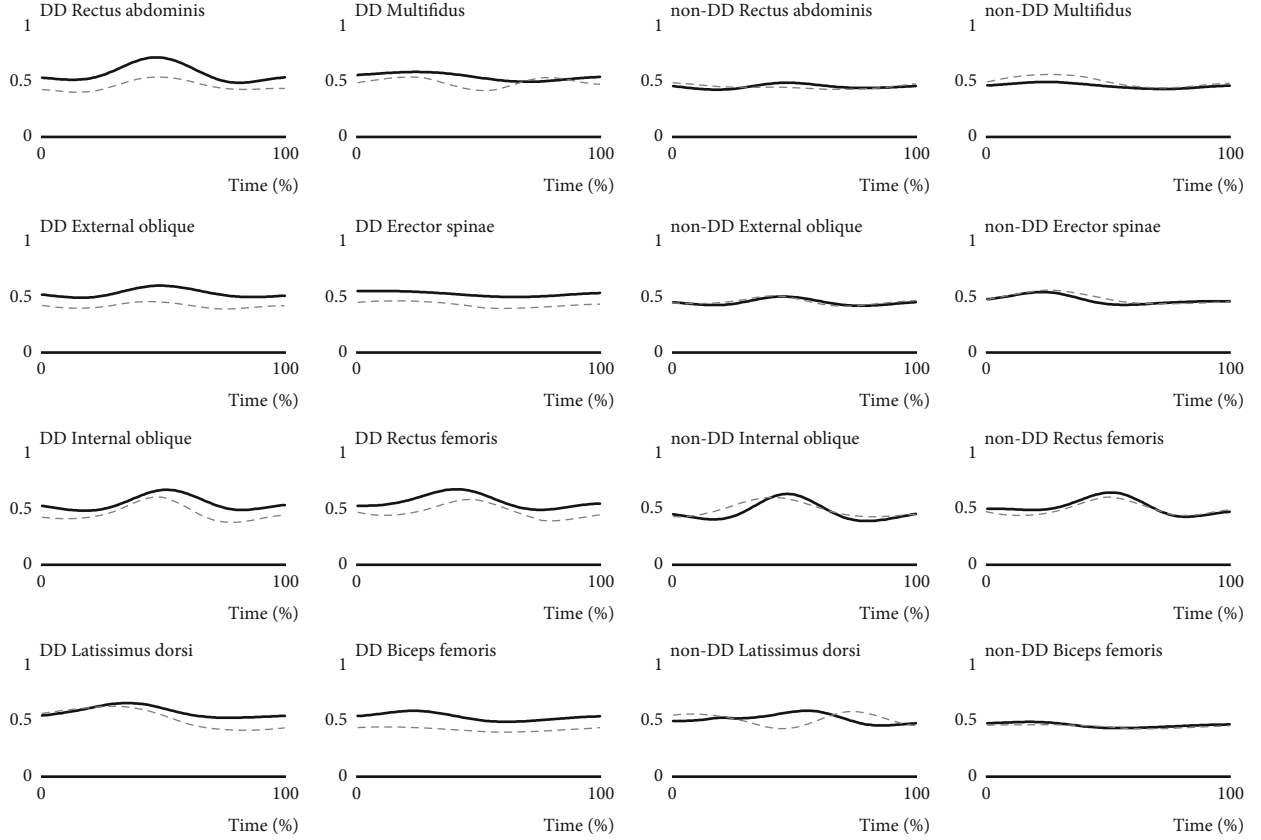 DD Rectus abdominis
1
0.5
0
0 100
Time (%)
DD Multifidus
1
0.5
0
0 100
Time (%)
non-DD Rectus abdominis
1
0.5
0
0 100
Time (%)
non-DD Multifidus
1
0.5
0
0 100
Time (%)
DD External oblique
1
0.5
0
0 100
Time (%)
DD Erector spinae
1
0.5
0
0 100
Time (%)
non-DD External oblique
1
0.5
0
0 100
Time (%)
non-DD Erector spinae
1
0.5
0
0 100
Time (%)
DD Internal oblique
1
0.5
0
0 100
Time (%)
DD Rectus femoris
1
0.5
0
0 100
Time (%)
non-DD Internal oblique
1
0.5
0
0 100
Time (%)
non-DD Rectus femoris
1
0.5
0
0 100
Time (%)
DD Latissimus dorsi
1
0.5
0
0 100
Time (%)
DD Biceps femoris
1
0.5
0
0 100
Time (%)
non-DD Latissimus dorsi
1
0.5
0
0 100
Time (%)
non-DD Biceps femoris
1
0.5
0
0 100
Time (%)